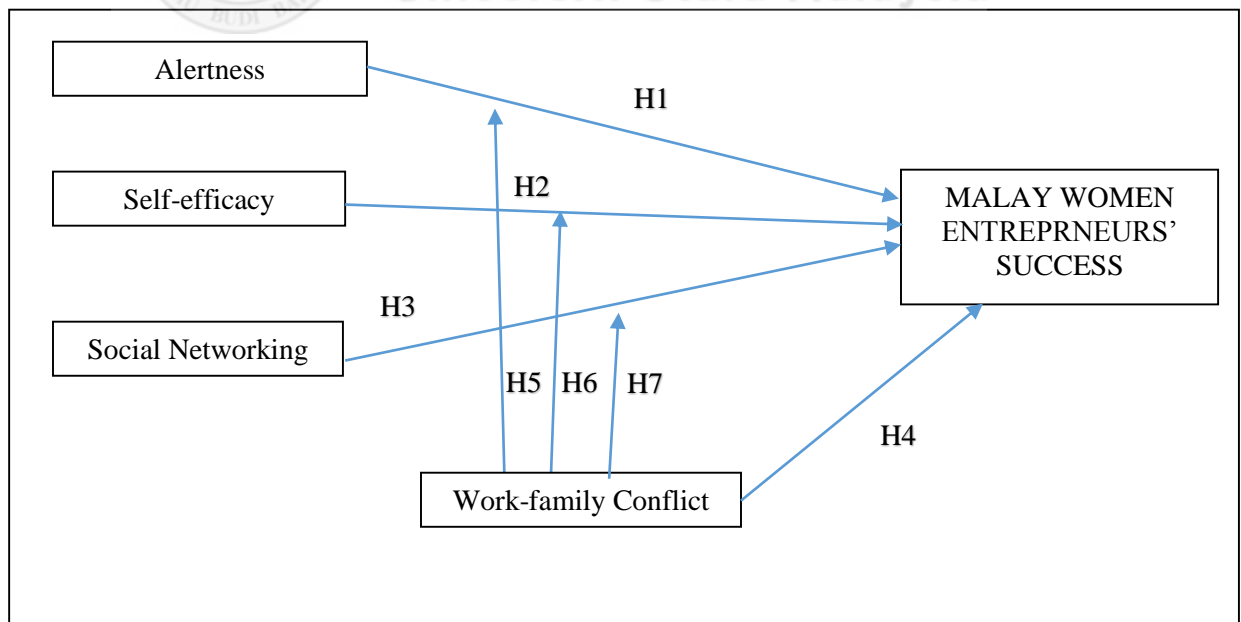 BUDI
Alertness
H1
Self-efficacy
H2
MALAY WOMEN
ENTREPRNEURS’
SUCCESS
H3
Social Networking
H5
H6
H7
H4
Work-family Conflict